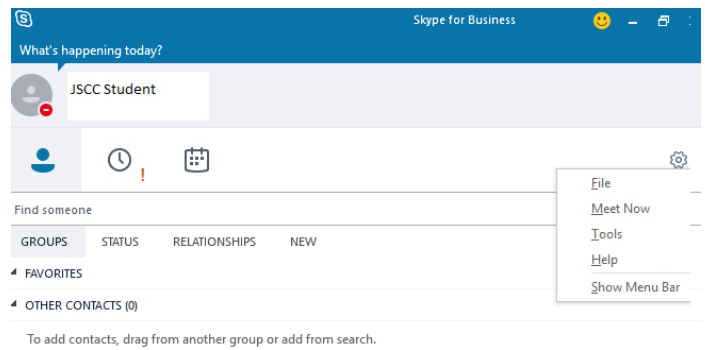 Skype for Business
What's happening today?
JSCC Student
!
File
Meet Now
Tools
Help
Show Menu Bar
Find someone
GROUPS STATUS RELATIONSHIPS NEW
FAVORITES
OTHER CONTACTS (0)
To add contacts, drag from another group or add from search.